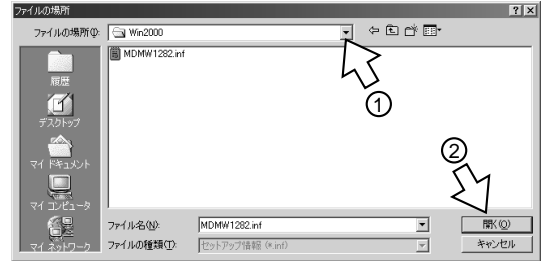 ファイルの場所
ファイルの場所(I):
Win2000
MDMW1282.inf
①
履歴
デスクトップ
マイ ドキュメント
マイ コンピュータ
マイ ネットワーク
②
ファイル名(N):
MDMW1282.inf
開く(O)
ファイルの種類(T):
セットアップ情報 (*.inf)
キャンセル